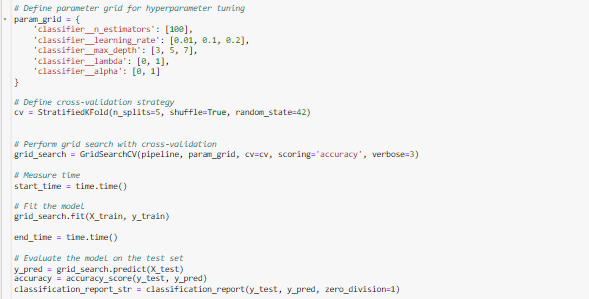 # Define parameter grid for hyperparameter tuning
param_grid = {
    'classifier__n_estimators': [100],
    'classifier__learning_rate': [0.01, 0.1, 0.2],
    'classifier__max_depth': [3, 5, 7],
    'classifier__lambda': [0, 1],
    'classifier__alpha': [0, 1]
}
# Define cross-validation strategy
cv = StratifiedKFold(n_splits=5, shuffle=True, random_state=42)
# Perform grid search with cross-validation
grid_search = GridSearchCV(pipeline, param_grid, cv=cv, scoring='accuracy', verbose=3)
# Measure time
start_time = time.time()
# Fit the model
grid_search.fit(X_train, y_train)
end_time = time.time()
# Evaluate the model on the test set
y_pred = grid_search.predict(X_test)
accuracy = accuracy_score(y_test, y_pred)
classification_report_str = classification_report(y_test, y_pred, zero_division=1)